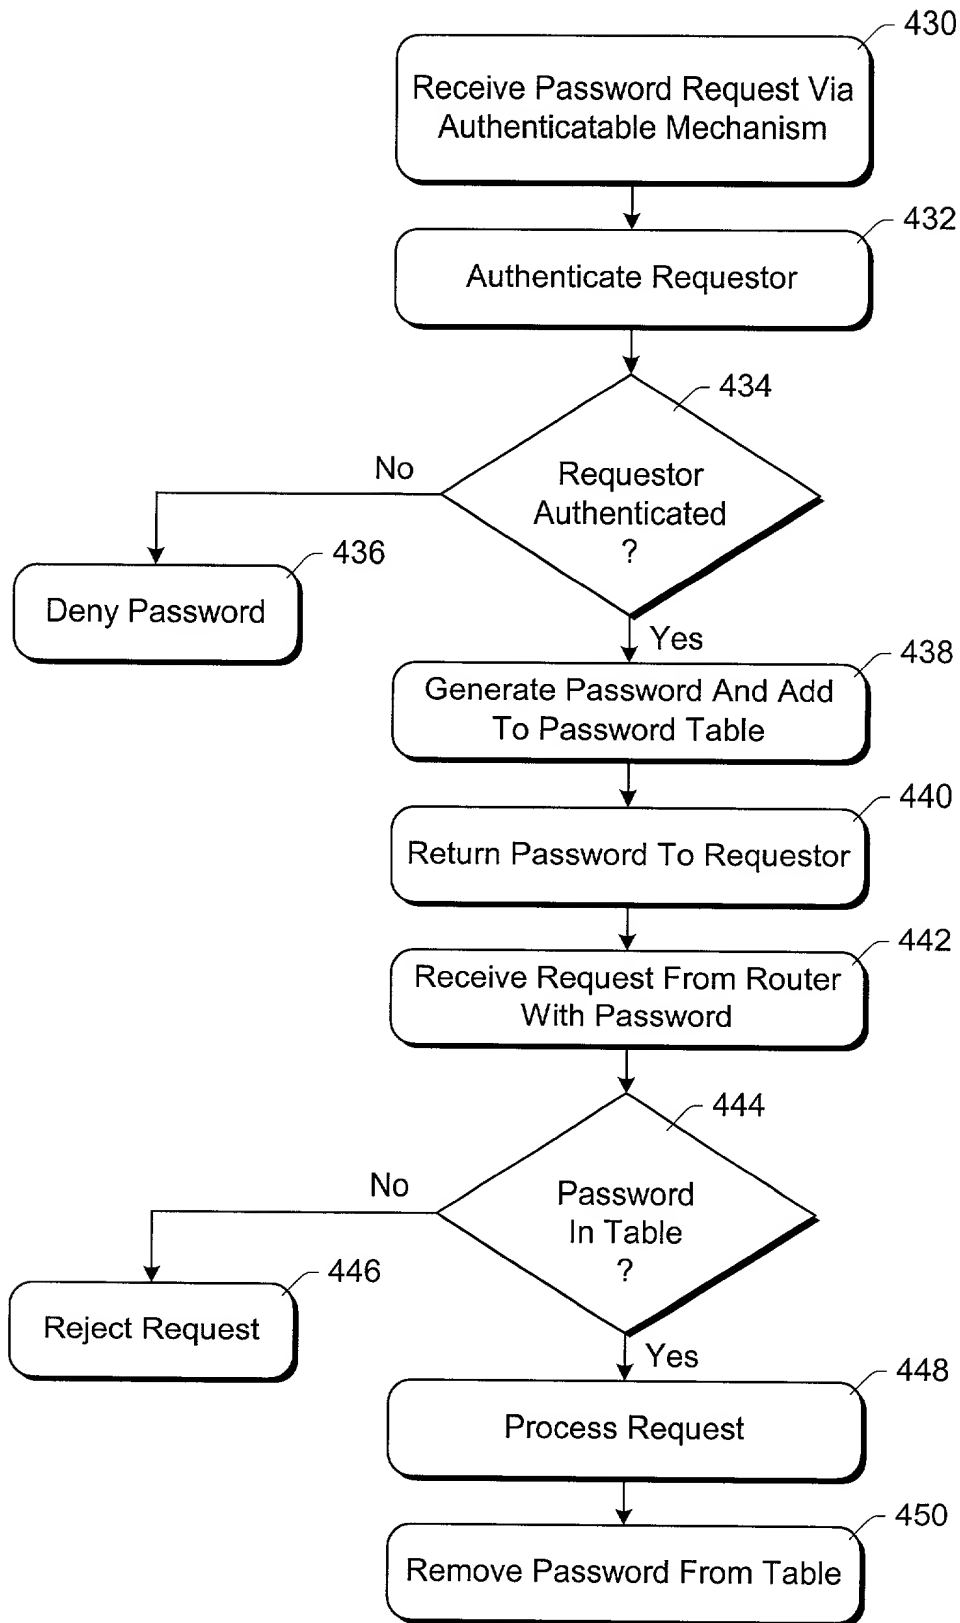 430
Receive Password Request Via
Authenticatable Mechanism
432
Authenticate Requestor
434
Requestor
Authenticated
?
No
436
Deny Password
Yes
438
Generate Password And Add
To Password Table
440
Return Password To Requestor
442
Receive Request From Router
With Password
444
Password
In Table
?
No
446
Reject Request
Yes
448
Process Request
450
Remove Password From Table